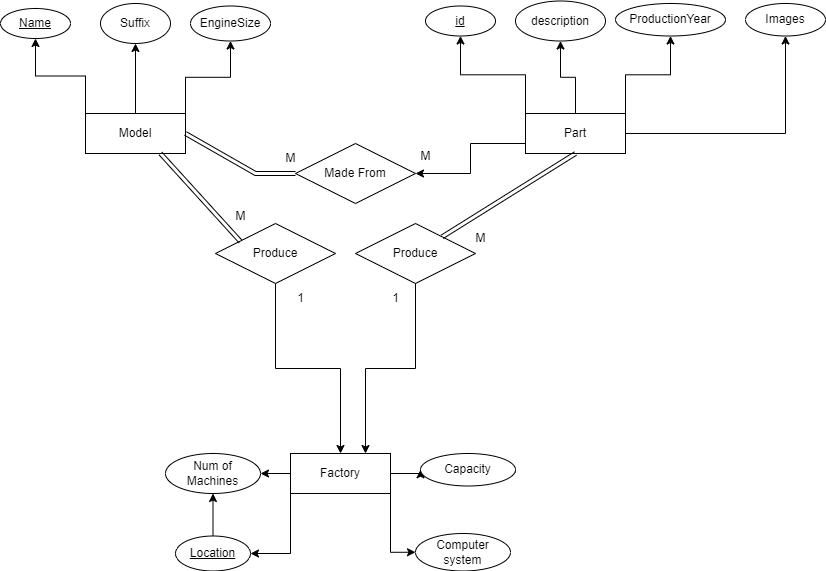 Name
Suffix
EngineSize
id
description
ProductionYear
Images
Model
Part
M
M
Made From
M
M
Produce
Produce
1
1
Num of
Machines
Factory
Capacity
Location
Computer
system